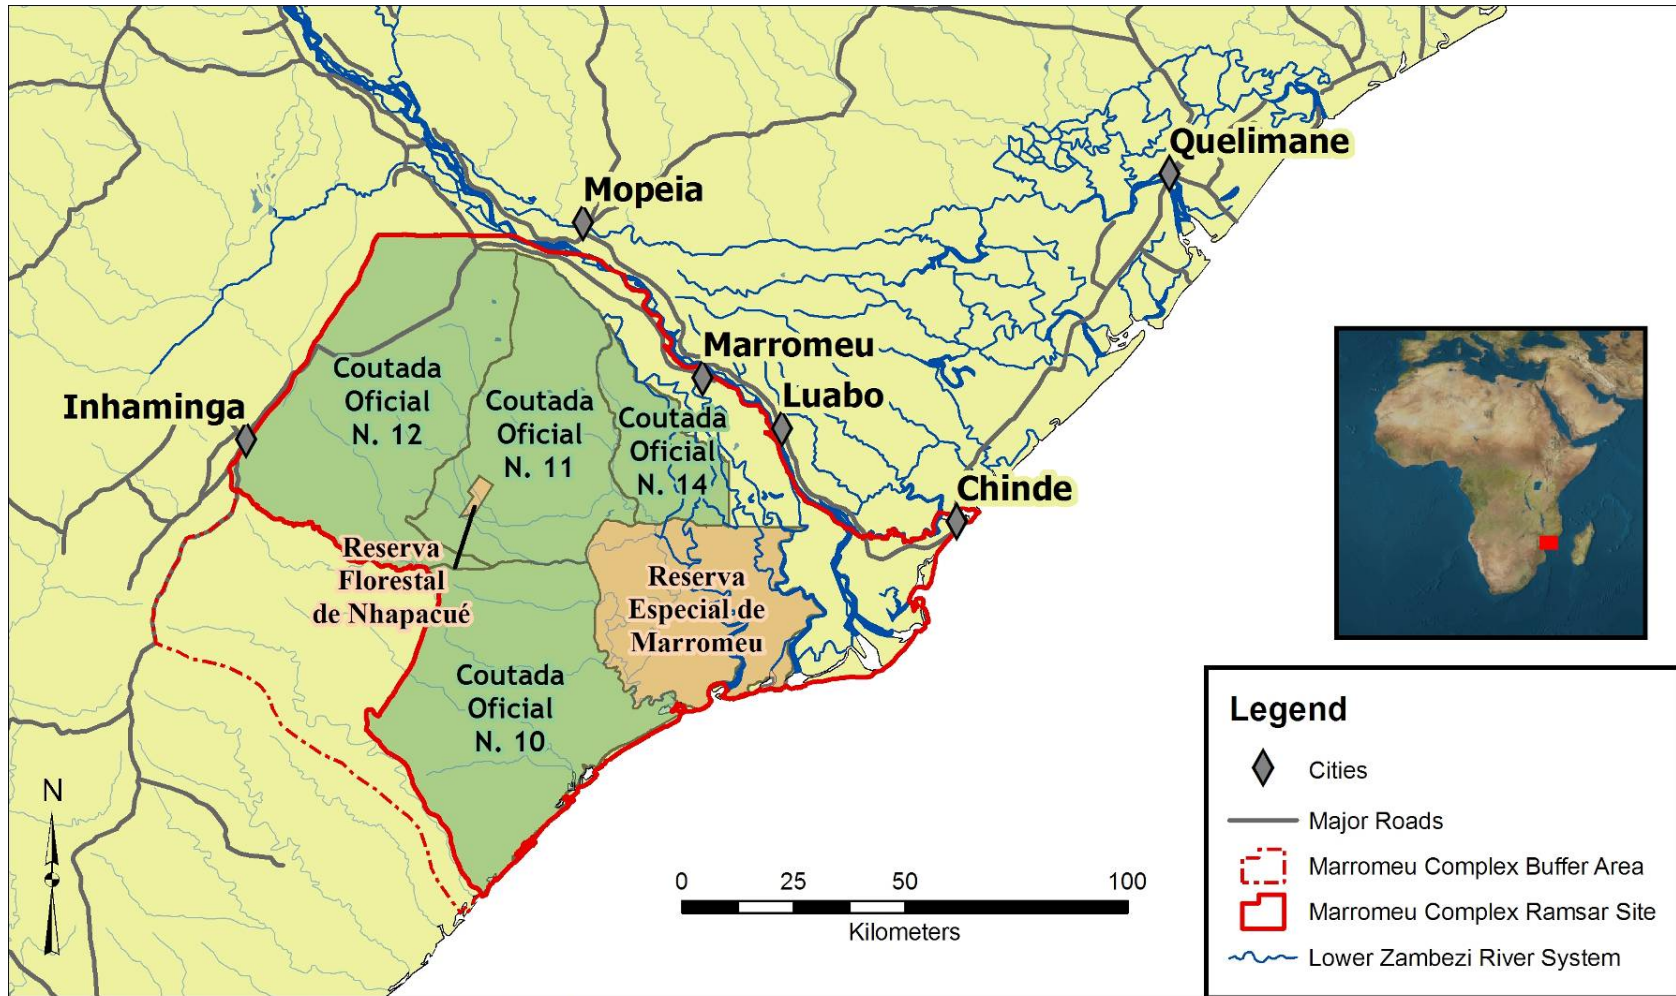 Quelimane
Mopeia
Marromeu
Luabo
Inhaminga
Chinde
Coutada
Oficial
N. 12
Coutada
Oficial
N. 11
Coutada
Oficial
N. 14
Reserva
Florestal
de Nhapacué
Reserva
Especial de
Marromeu
Coutada
Oficial
N. 10
N
0 25 50 100
Kilometers
Legend
Cities
Major Roads
Marromeu Complex Buffer Area
Marromeu Complex Ramsar Site
Lower Zambezi River System